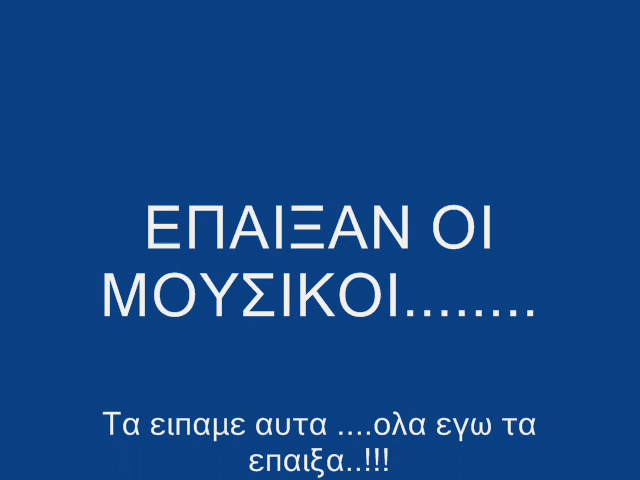 ΕΠΑΙΞΑΝ ΟΙ
ΜΟΥΣΙΚΟΙ........
Τα ειπαμε αυτα ....ολα εγω τα
επαιξα..!!!